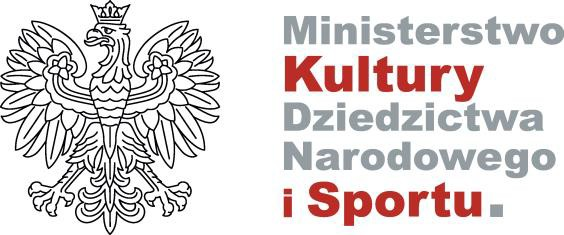 Ministerstwo
Kultury
Dziedzictwa
Narodowego
i Sportu.